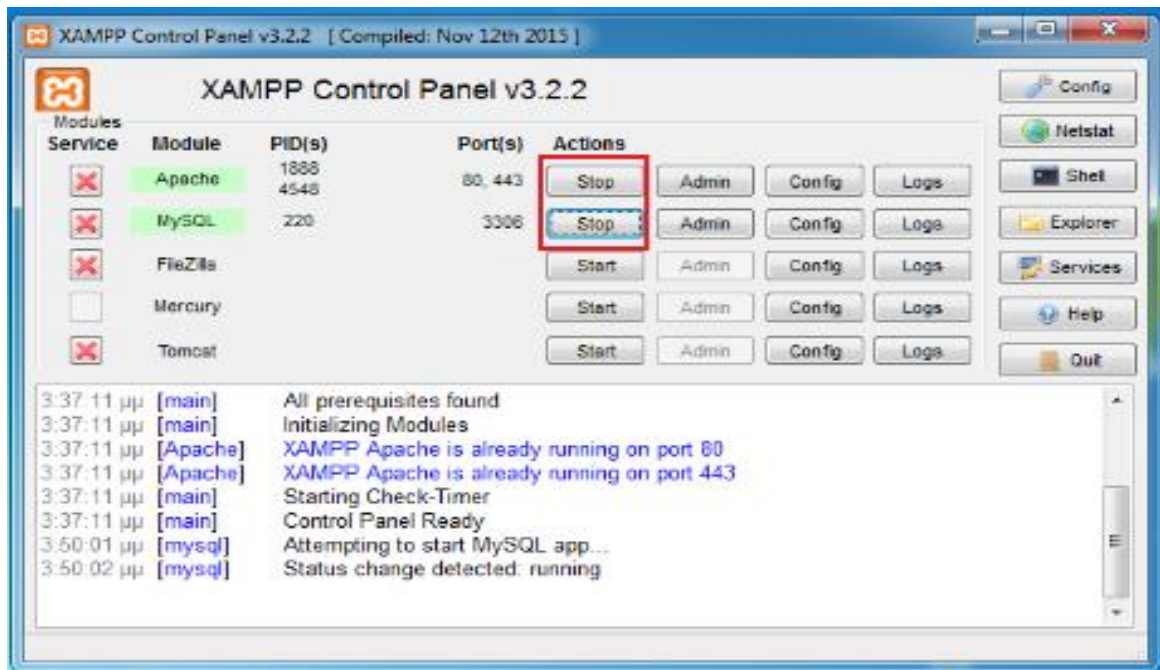 XAMPP Control Panel v3.2.2 [ Compiled: Nov 12th 2015 ]
XAMPP Control Panel v3.2.2
Config
Modules
Netstat
Service Module PID(s) Port(s) Actions
Apache 1888 4548 80, 443 Stop Admin Config Logs
Shell
MySQL 220 3306 Stop Admin Config Logs
Explorer
FileZilla Start Admin Config Logs
Services
Mercury Start Admin Config Logs
Help
Tomcat Start Admin Config Logs
Quit
3:37:11 μμ [main] All prerequisites found
3:37:11 μμ [main] Initializing Modules
3:37:11 μμ [Apache] XAMPP Apache is already running on port 80
3:37:11 μμ [Apache] XAMPP Apache is already running on port 443
3:37:11 μμ [main] Starting Check-Timer
3:37:11 μμ [main] Control Panel Ready
3:50:01 μμ [mysql] Attempting to start MySQL app...
3:50:02 μμ [mysql] Status change detected: running